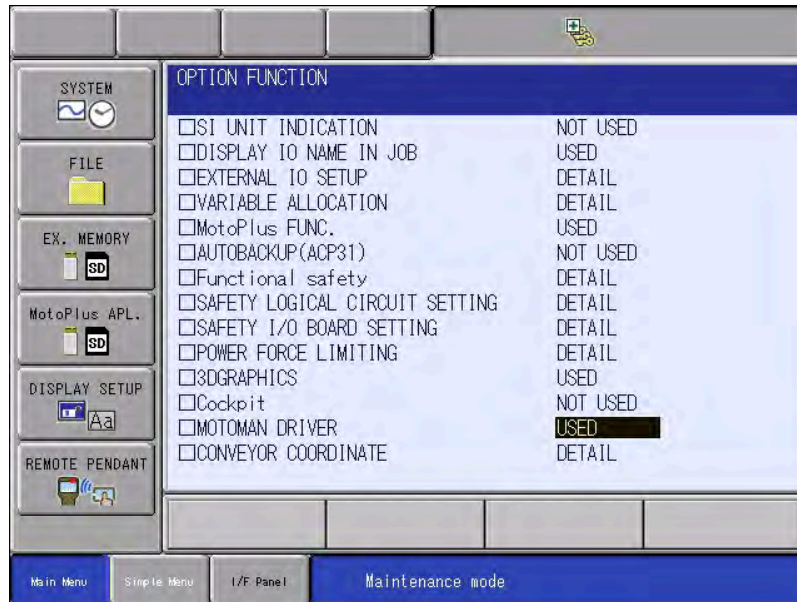 SYSTEM
FILE
EX. MEMORY
SD
MotoPlus APL.
SD
DISPLAY SETUP
Aa
REMOTE PENDANT
OPTION FUNCTION
□SI UNIT INDICATION NOT USED
□DISPLAY IO NAME IN JOB USED
□EXTERNAL IO SETUP DETAIL
□VARIABLE ALLOCATION DETAIL
□MotoPlus FUNC. USED
□AUTOBACKUP(ACP31) NOT USED
□Functional safety DETAIL
□SAFETY LOGICAL CIRCUIT SETTING DETAIL
□SAFETY I/O BOARD SETTING DETAIL
□POWER FORCE LIMITING DETAIL
□3DGRAPHICS USED
□Cockpit NOT USED
□MOTOMAN DRIVER USED
□CONVEYOR COORDINATE DETAIL
Main Menu Simple Menu I/F Panel Maintenance mode